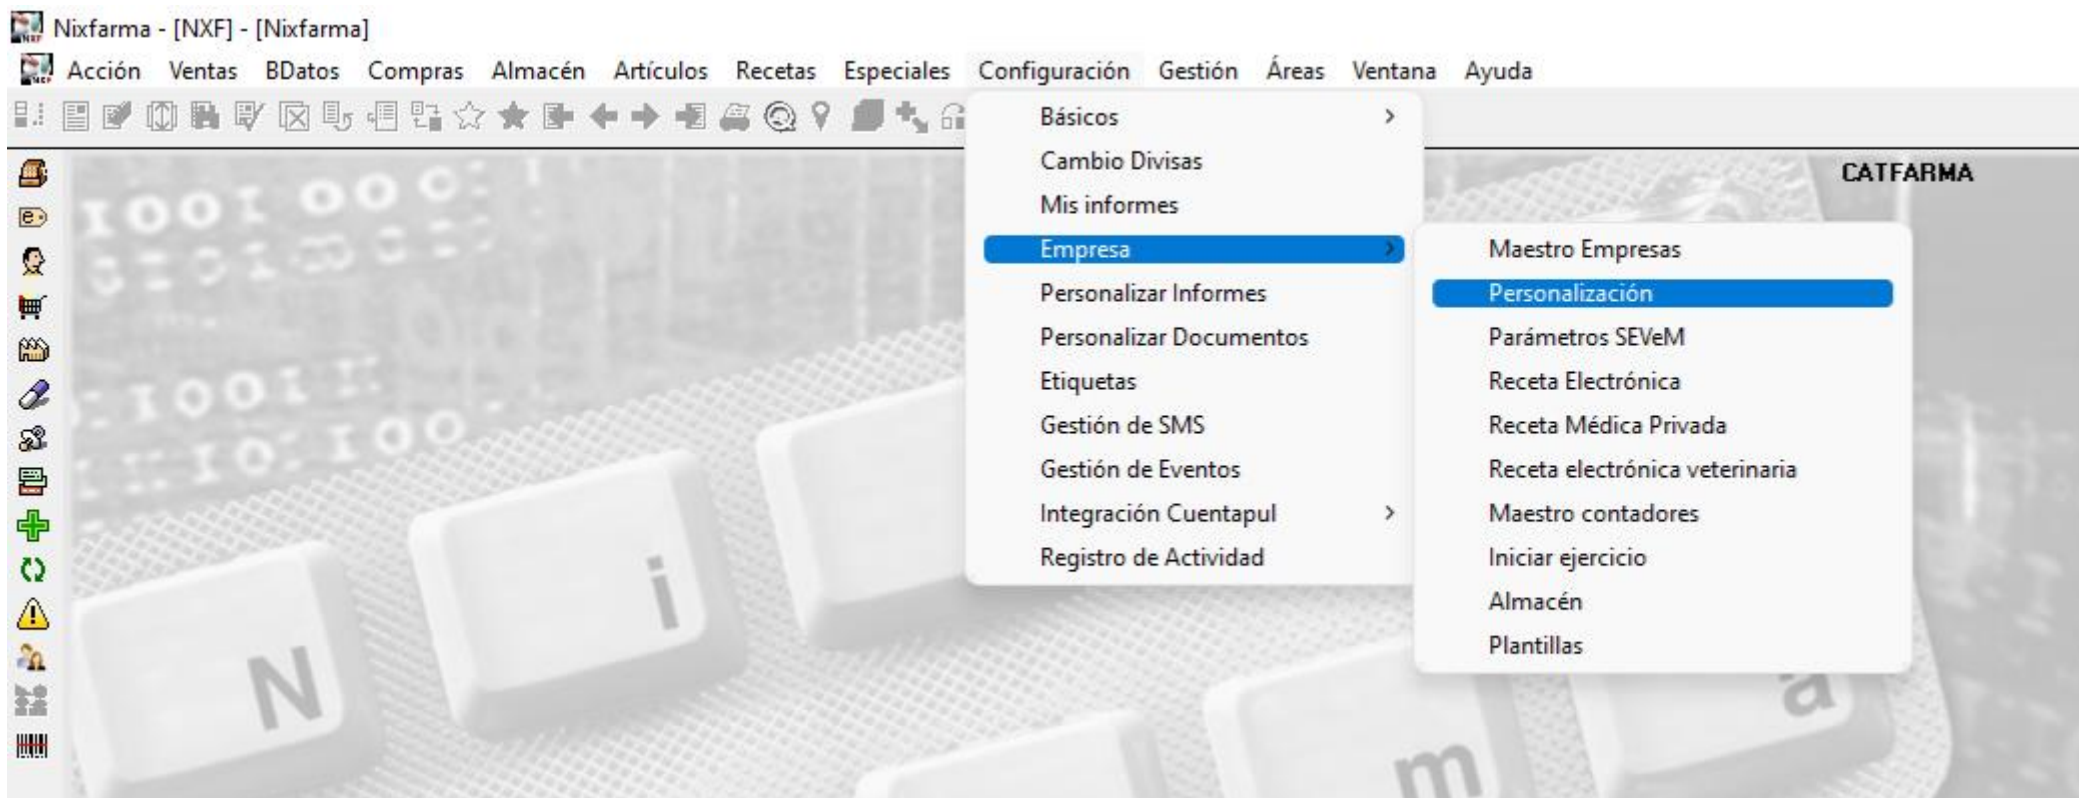 Nixfarma - [NXF] - [Nixfarma]
Acción Ventas BDatos Compras Almacén Artículos Recetas Especiales Configuración Gestión Áreas Ventana Ayuda
CATFARMA
Básicos
Cambio Divisas
Mis informes
Empresa
Personalizar Informes
Personalizar Documentos
Etiquetas
Gestión de SMS
Gestión de Eventos
Integración Cuentapul
Registro de Actividad
Maestro Empresas
Personalización
Parámetros SEVeM
Receta Electrónica
Receta Médica Privada
Receta electrónica veterinaria
Maestro contadores
Iniciar ejercicio
Almacén
Plantillas
N i
m a